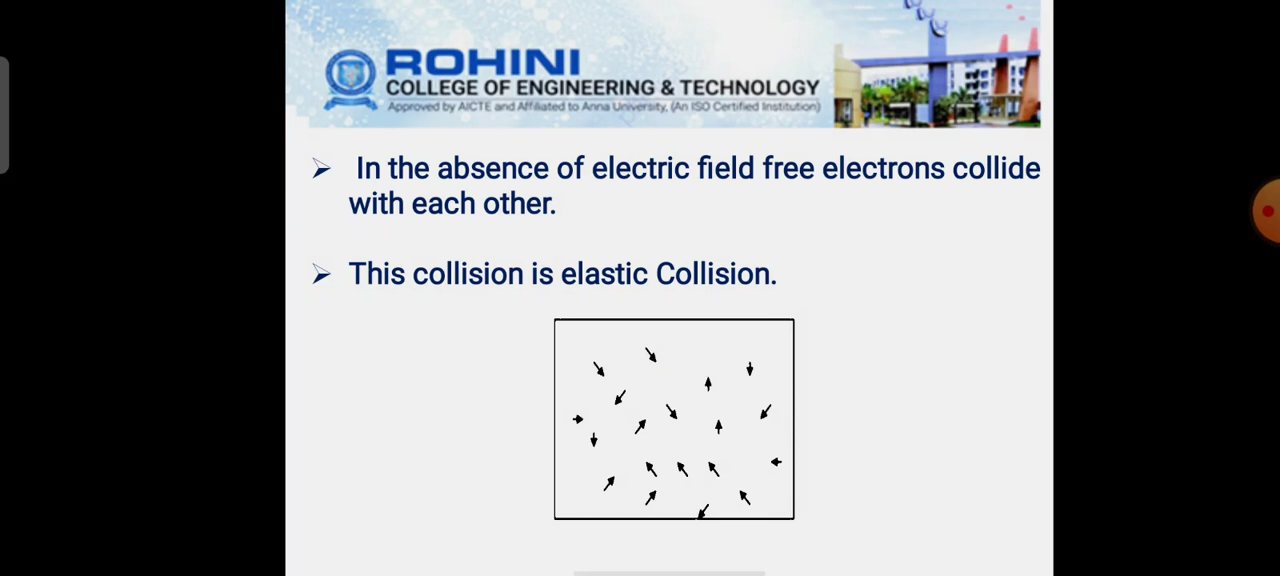 ROHINI
COLLEGE OF ENGINEERING & TECHNOLOGY
Approved by AICTE and Affiliated to Anna University, (An ISO Certified Institution)
In the absence of electric field free electrons collide
with each other.
This collision is elastic Collision.